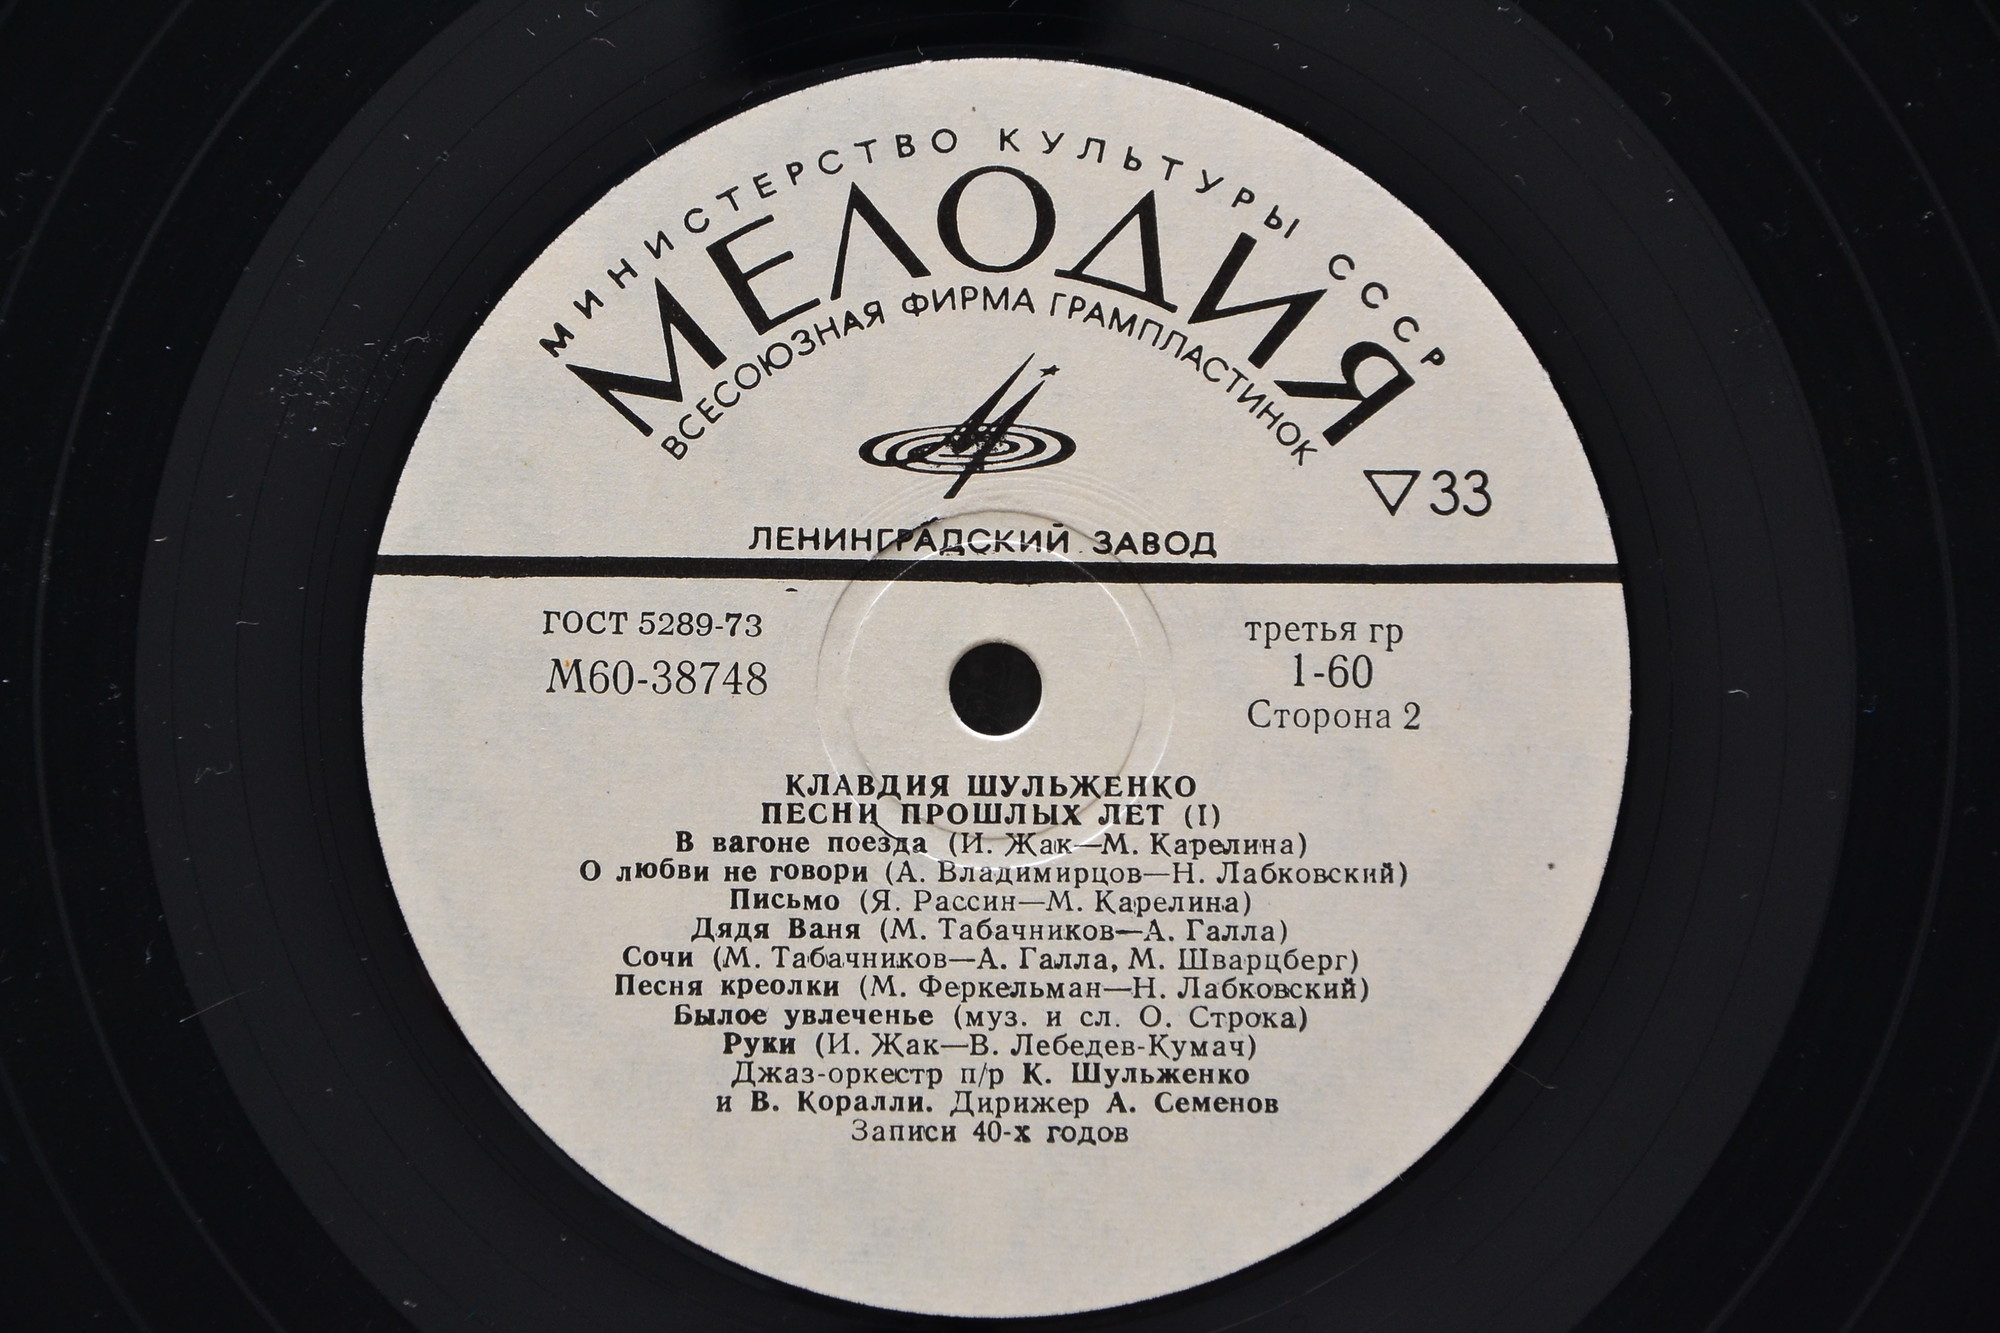 МИНИСТЕРСТВО КУЛЬТУРЫ СССР
МЕЛОДИЯ
ВСЕСОЮЗНАЯ ФИРМА ГРАМПЛАСТИНОК
33
ЛЕНИНГРАДСКИЙ ЗАВОД
ГОСТ 5289-73
М60-38748
третья гр
1-60
Сторона 2
КЛАВДИЯ ШУЛЬЖЕНКО
ПЕСНИ ПРОШЛЫХ ЛЕТ (I)
В вагоне поезда (И. Жак—М. Карелина)
О любви не говори (А. Владимирцов—Н. Лабковский)
Письмо (Я. Рассин—М. Карелина)
Дядя Ваня (М. Табачников—А. Галла)
Сочи (М. Табачников—А. Галла, М. Шварцберг)
Песня креолки (М. Феркельман—Н. Лабковский)
Былое увлеченье (муз. и сл. О. Строка)
Руки (И. Жак—В. Лебедев-Кумач)
Джаз-оркестр п/р К. Шульженко
и В. Коралли. Дирижер А. Семенов
Записи 40-х годов